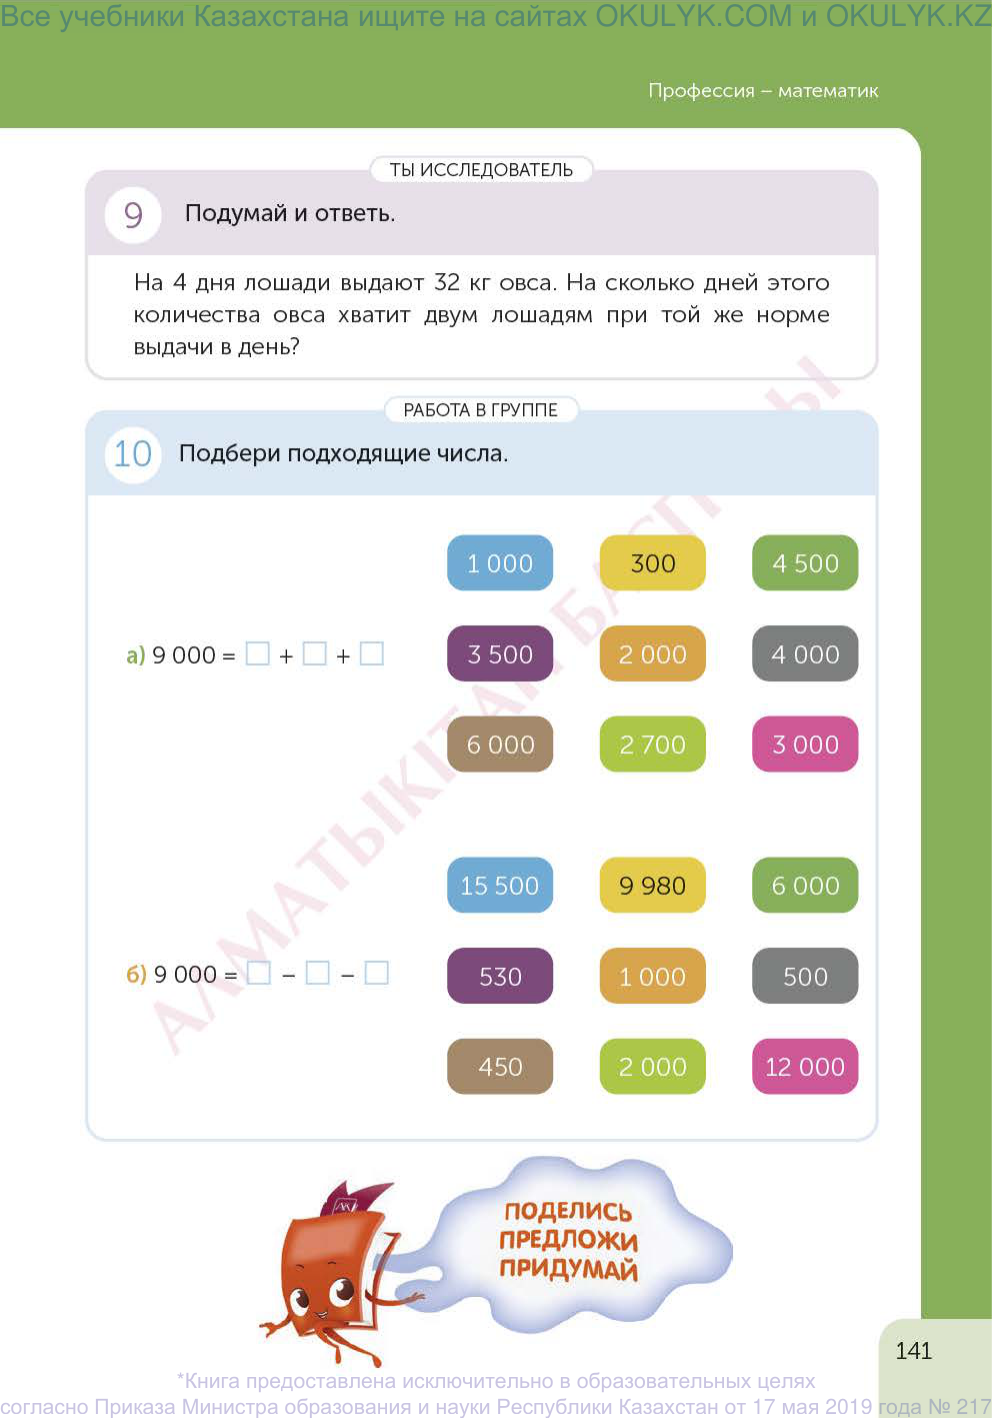 Все учебники Казахстана ищите на сайтах OKULYK.COM и OKULYK.KZ
Профессия – математик
ТЫ ИССЛЕДОВАТЕЛЬ
9 Подумай и ответь.
На 4 дня лошади выдают 32 кг овса. На сколько дней этого
количества овса хватит двум лошадям при той же норме
выдачи в день?
РАБОТА В ГРУППЕ
10 Подбери подходящие числа.
1 000 300 4 500
а) 9 000 = □ + □ + □ 3 500 2 000 4 000
6 000 2 700 3 000
15 500 9 980 6 000
б) 9 000 = □ – □ – □ 530 1 000 500
450 2 000 12 000
ПОДЕЛИСЬ
ПРЕДЛОЖИ
ПРИДУМАЙ
141
*Книга предоставлена исключительно в образовательных целях
согласно Приказа Министра образования и науки Республики Казахстан от 17 мая 2019 года № 217